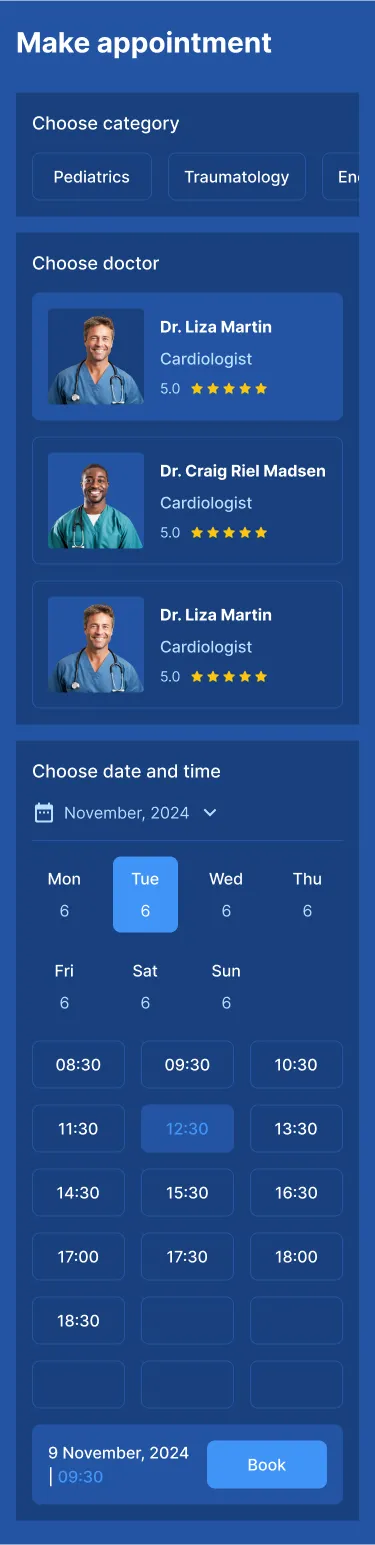 Make appointment
Choose category
Pediatrics Traumatology
Choose doctor
Dr. Liza Martin
Cardiologist
5.0
Dr. Craig Riel Madsen
Cardiologist
5.0
Dr. Liza Martin
Cardiologist
5.0
Choose date and time
November, 2024
Mon Tue Wed Thu
6 6 6 6
Fri Sat Sun
6 6 6
08:30 09:30 10:30
11:30 12:30 13:30
14:30 15:30 16:30
17:00 17:30 18:00
18:30
9 November, 2024
| 09:30
Book